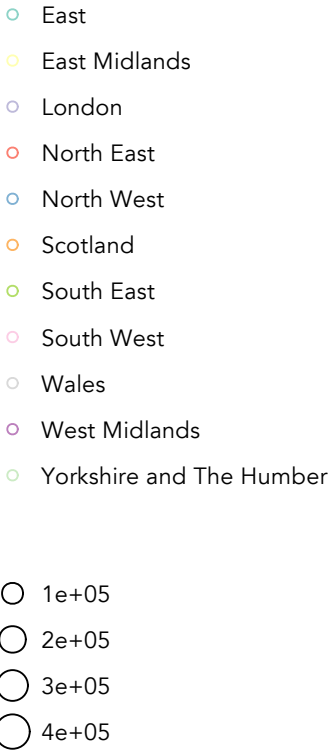 East
East Midlands
London
North East
North West
Scotland
South East
South West
Wales
West Midlands
Yorkshire and The Humber
1e+05
2e+05
3e+05
4e+05